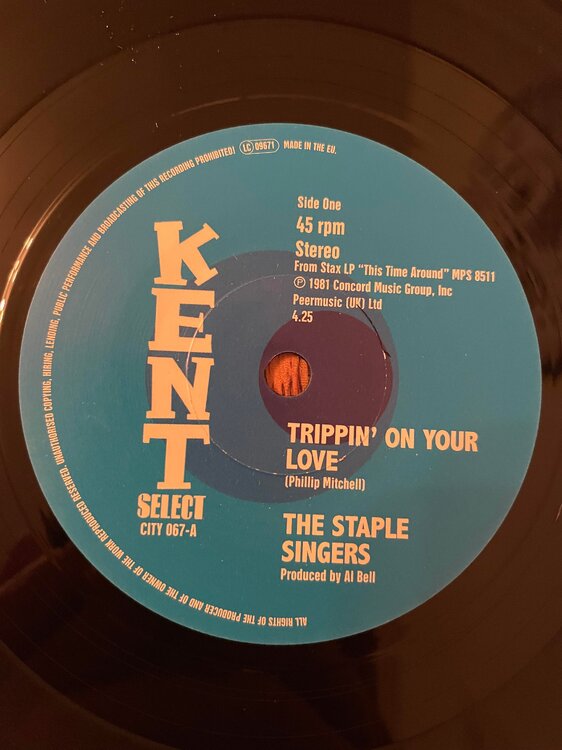 ALL RIGHTS OF THE PRODUCER AND OF THE OWNER OF THE WORK REPRODUCED RESERVED. UNAUTHORISED COPYING, HIRING, LENDING, PUBLIC PERFORMANCE AND BROADCASTING OF THIS RECORDING PROHIBITED! LC 09671 MADE IN THE EU.
KENT
SELECT
CITY 067-A
Side One
45 rpm
Stereo
From Stax LP "This Time Around" MPS 8511
℗ 1981 Concord Music Group, Inc
Peermusic (UK) Ltd
4.25
TRIPPIN' ON YOUR
LOVE
(Phillip Mitchell)
THE STAPLE
SINGERS
Produced by Al Bell